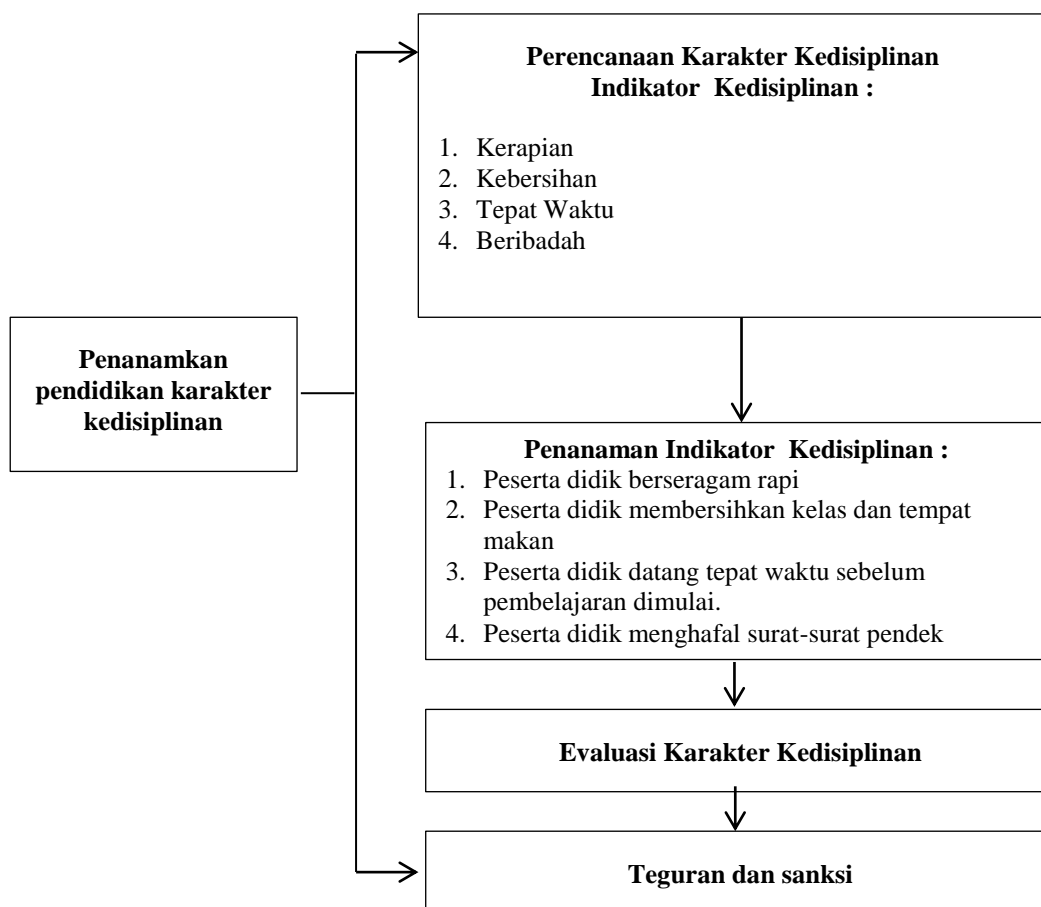 Perencanaan Karakter Kedisiplinan
Indikator Kedisiplinan :
1. Kerapian
2. Kebersihan
3. Tepat Waktu
4. Beribadah
Penanamkan
pendidikan karakter
kedisiplinan
Penanaman Indikator Kedisiplinan :
1. Peserta didik berseragam rapi
2. Peserta didik membersihkan kelas dan tempat
makan
3. Peserta didik datang tepat waktu sebelum
pembelajaran dimulai.
4. Peserta didik menghafal surat-surat pendek
Evaluasi Karakter Kedisiplinan
Teguran dan sanksi